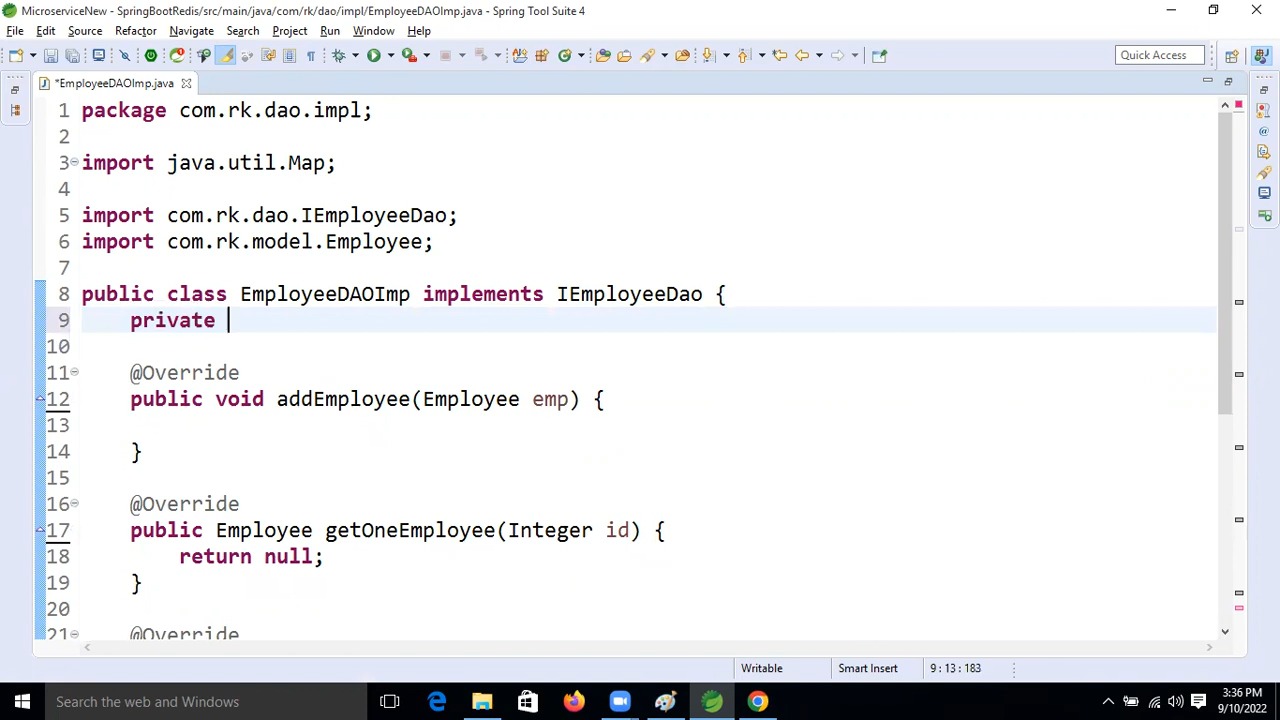 MicroserviceNew - SpringBootRedis/src/main/java/com/rk/dao/impl/EmployeeDAOImp.java - Spring Tool Suite 4
File Edit Source Refactor Navigate Search Project Run Window Help
Quick Access
*EmployeeDAOImp.java
1 package com.rk.dao.impl;
2
3 import java.util.Map;
4
5 import com.rk.dao.IEmployeeDao;
6 import com.rk.model.Employee;
7
8 public class EmployeeDAOImp implements IEmployeeDao {
9 private
10
11 @Override
12 public void addEmployee(Employee emp) {
13
14 }
15
16 @Override
17 public Employee getOneEmployee(Integer id) {
18 return null;
19 }
20
21 @Override
Writable Smart Insert 9 : 13 : 183
Search the web and Windows
3:36 PM
9/10/2022